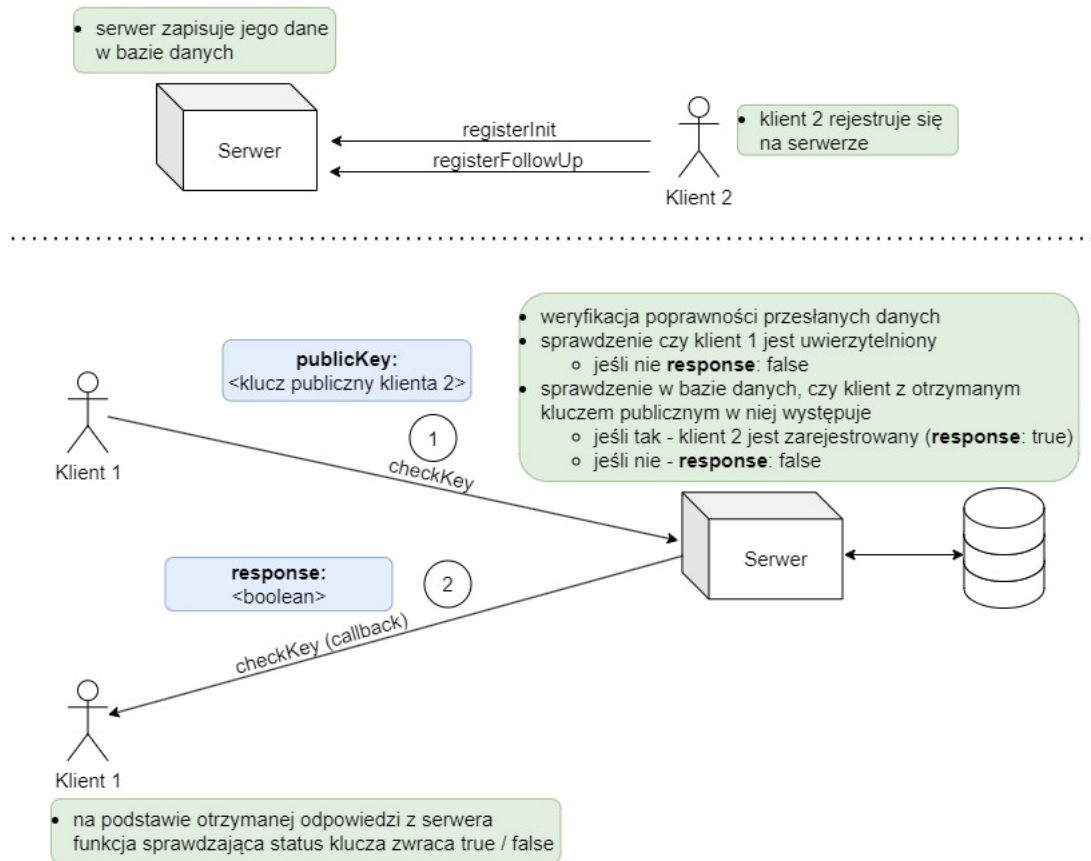 • serwer zapisuje jego dane
w bazie danych
Serwer
registerInit
registerFollowUp
Klient 2
• klient 2 rejestruje się
na serwerze
publicKey:
<klucz publiczny klienta 2>
Klient 1
1
checkKey
• weryfikacja poprawności przesłanych danych
• sprawdzenie czy klient 1 jest uwierzytelniony
○ jeśli nie response: false
• sprawdzenie w bazie danych, czy klient z otrzymanym
kluczem publicznym w niej występuje
○ jeśli tak - klient 2 jest zarejestrowany (response: true)
○ jeśli nie - response: false
Serwer
response:
<boolean>
2
checkKey (callback)
Klient 1
• na podstawie otrzymanej odpowiedzi z serwera
funkcja sprawdzająca status klucza zwraca true / false